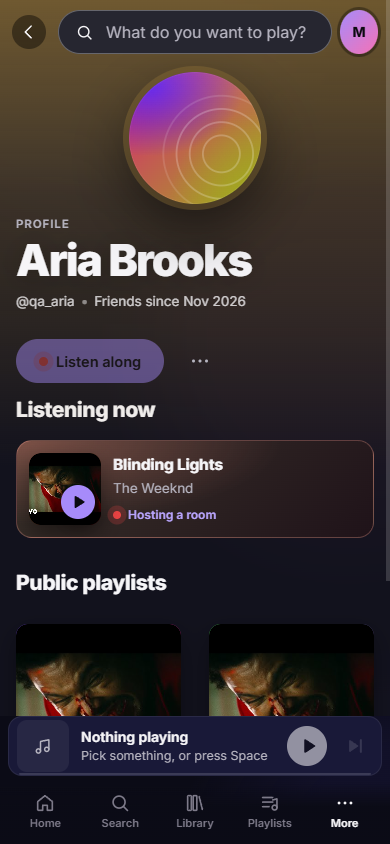 What do you want to play?
M
PROFILE
Aria Brooks
@qa_aria • Friends since Nov 2026
Listen along
Listening now
Blinding Lights
The Weeknd
Hosting a room
Public playlists
Nothing playing
Pick something, or press Space
Home
Search
Library
Playlists
More